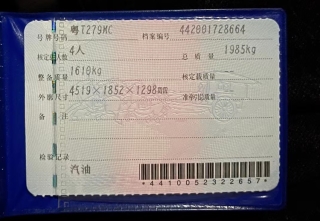 号牌号码 粤T279MC 档案编号 442001728664
核定载人数 4人 总质量 1985kg
整备质量 1610kg 核定载质量 --
外廓尺寸 4519×1852×1298mm 准牵引总质量 --
备注
检验记录
汽油
*4410052322657*